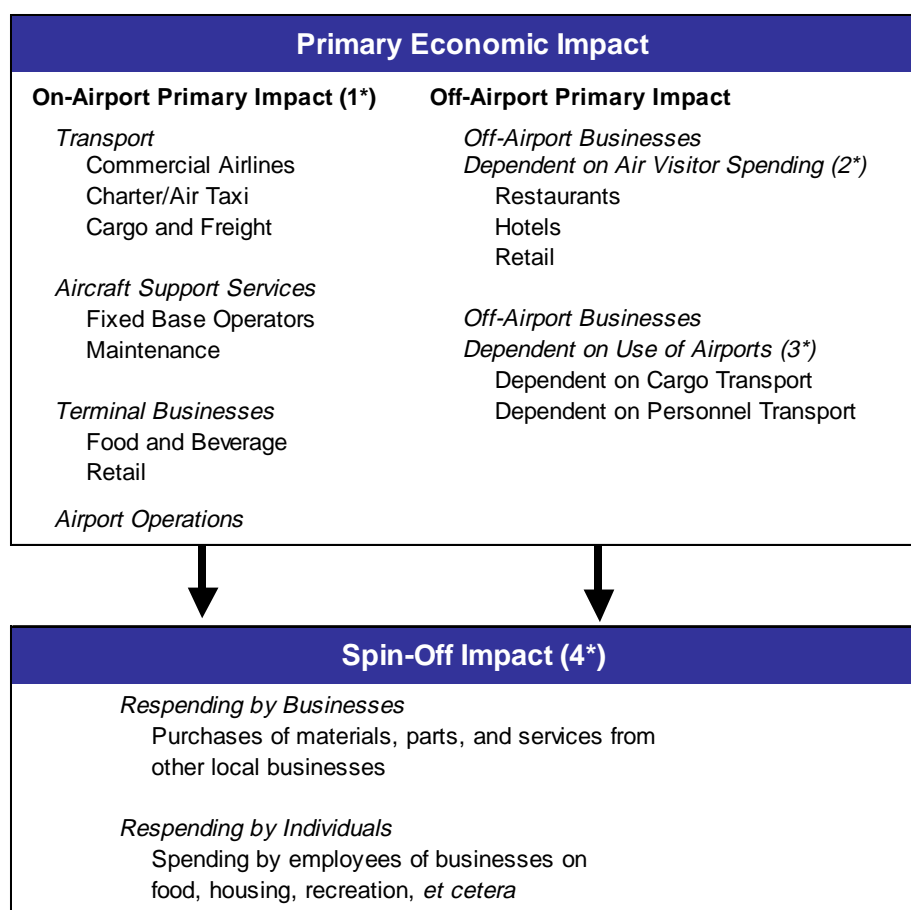 Primary Economic Impact
On-Airport Primary Impact (1*)
Transport
Commercial Airlines
Charter/Air Taxi
Cargo and Freight
Aircraft Support Services
Fixed Base Operators
Maintenance
Terminal Businesses
Food and Beverage
Retail
Airport Operations
Off-Airport Primary Impact
Off-Airport Businesses
Dependent on Air Visitor Spending (2*)
Restaurants
Hotels
Retail
Off-Airport Businesses
Dependent on Use of Airports (3*)
Dependent on Cargo Transport
Dependent on Personnel Transport
Spin-Off Impact (4*)
Respending by Businesses
Purchases of materials, parts, and services from
other local businesses
Respending by Individuals
Spending by employees of businesses on
food, housing, recreation, et cetera